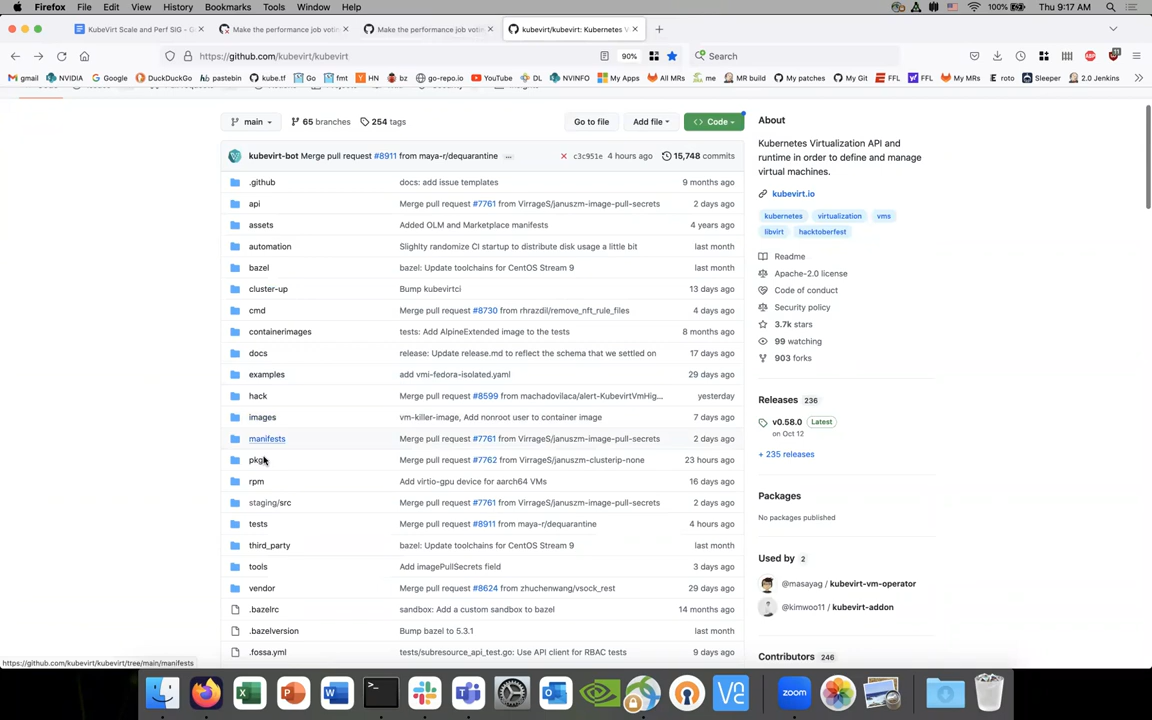 Firefox File Edit View History Bookmarks Tools Window Help 100% Thu 9:17 AM
KubeVirt Scale and Perf SIG - G × Make the performance job voti × Make the performance job voti × kubevirt/kubevirt: Kubernetes V × +
https://github.com/kubevirt/kubevirt 90% Search
gmail NVIDIA Google DuckDuckGo pastebin kube.tf Go fmt HN bz go-repo.io YouTube DL NVINFO My Apps All MRs me MR build My patches My Git FFL FFL My MRs roto Sleeper 2.0 Jenkins »
main 65 branches 254 tags Go to file Add file Code
kubevirt-bot Merge pull request #8911 from maya-r/dequarantine ... × c3c951e 4 hours ago 15,748 commits
.github docs: add issue templates 9 months ago
api Merge pull request #7761 from VirrageS/januszm-image-pull-secrets 2 days ago
assets Added OLM and Marketplace manifests 4 years ago
automation Slighlty randomize CI startup to distribute disk usage a little bit last month
bazel bazel: Update toolchains for CentOS Stream 9 last month
cluster-up Bump kubevirtci 13 days ago
cmd Merge pull request #8730 from rhrazdil/remove_nft_rule_files 4 days ago
containerimages tests: Add AlpineExtended image to the tests 8 months ago
docs release: Update release.md to reflect the schema that we settled on 17 days ago
examples add vmi-fedora-isolated.yaml 29 days ago
hack Merge pull request #8599 from machadovilaca/alert-KubevirtVmHig... yesterday
images vm-killer-image, Add nonroot user to container image 7 days ago
manifests Merge pull request #7761 from VirrageS/januszm-image-pull-secrets 2 days ago
pkg Merge pull request #7762 from VirrageS/januszm-clusterip-none 23 hours ago
rpm Add virtio-gpu device for aarch64 VMs 16 days ago
staging/src Merge pull request #7761 from VirrageS/januszm-image-pull-secrets 2 days ago
tests Merge pull request #8911 from maya-r/dequarantine 4 hours ago
third_party bazel: Update toolchains for CentOS Stream 9 last month
tools Add imagePullSecrets field 3 days ago
vendor Merge pull request #8624 from zhuchenwang/vsock_rest 29 days ago
.bazelrc sandbox: Add a custom sandbox to bazel 14 months ago
.bazelversion Bump bazel to 5.3.1 last month
.fossa.yml tests/subresource_api_test.go: Use API client for RBAC tests 9 days ago
About
Kubernetes Virtualization API and
runtime in order to define and manage
virtual machines.
kubevirt.io
kubernetes virtualization vms
libvirt hacktoberfest
Readme
Apache-2.0 license
Code of conduct
Security policy
3.7k stars
99 watching
903 forks
Releases 236
v0.58.0 Latest
on Oct 12
+ 235 releases
Packages
No packages published
Used by 2
@masayag / kubevirt-vm-operator
@kimwoo11 / kubevirt-addon
Contributors 246
https://github.com/kubevirt/kubevirt/tree/main/manifests
zoom